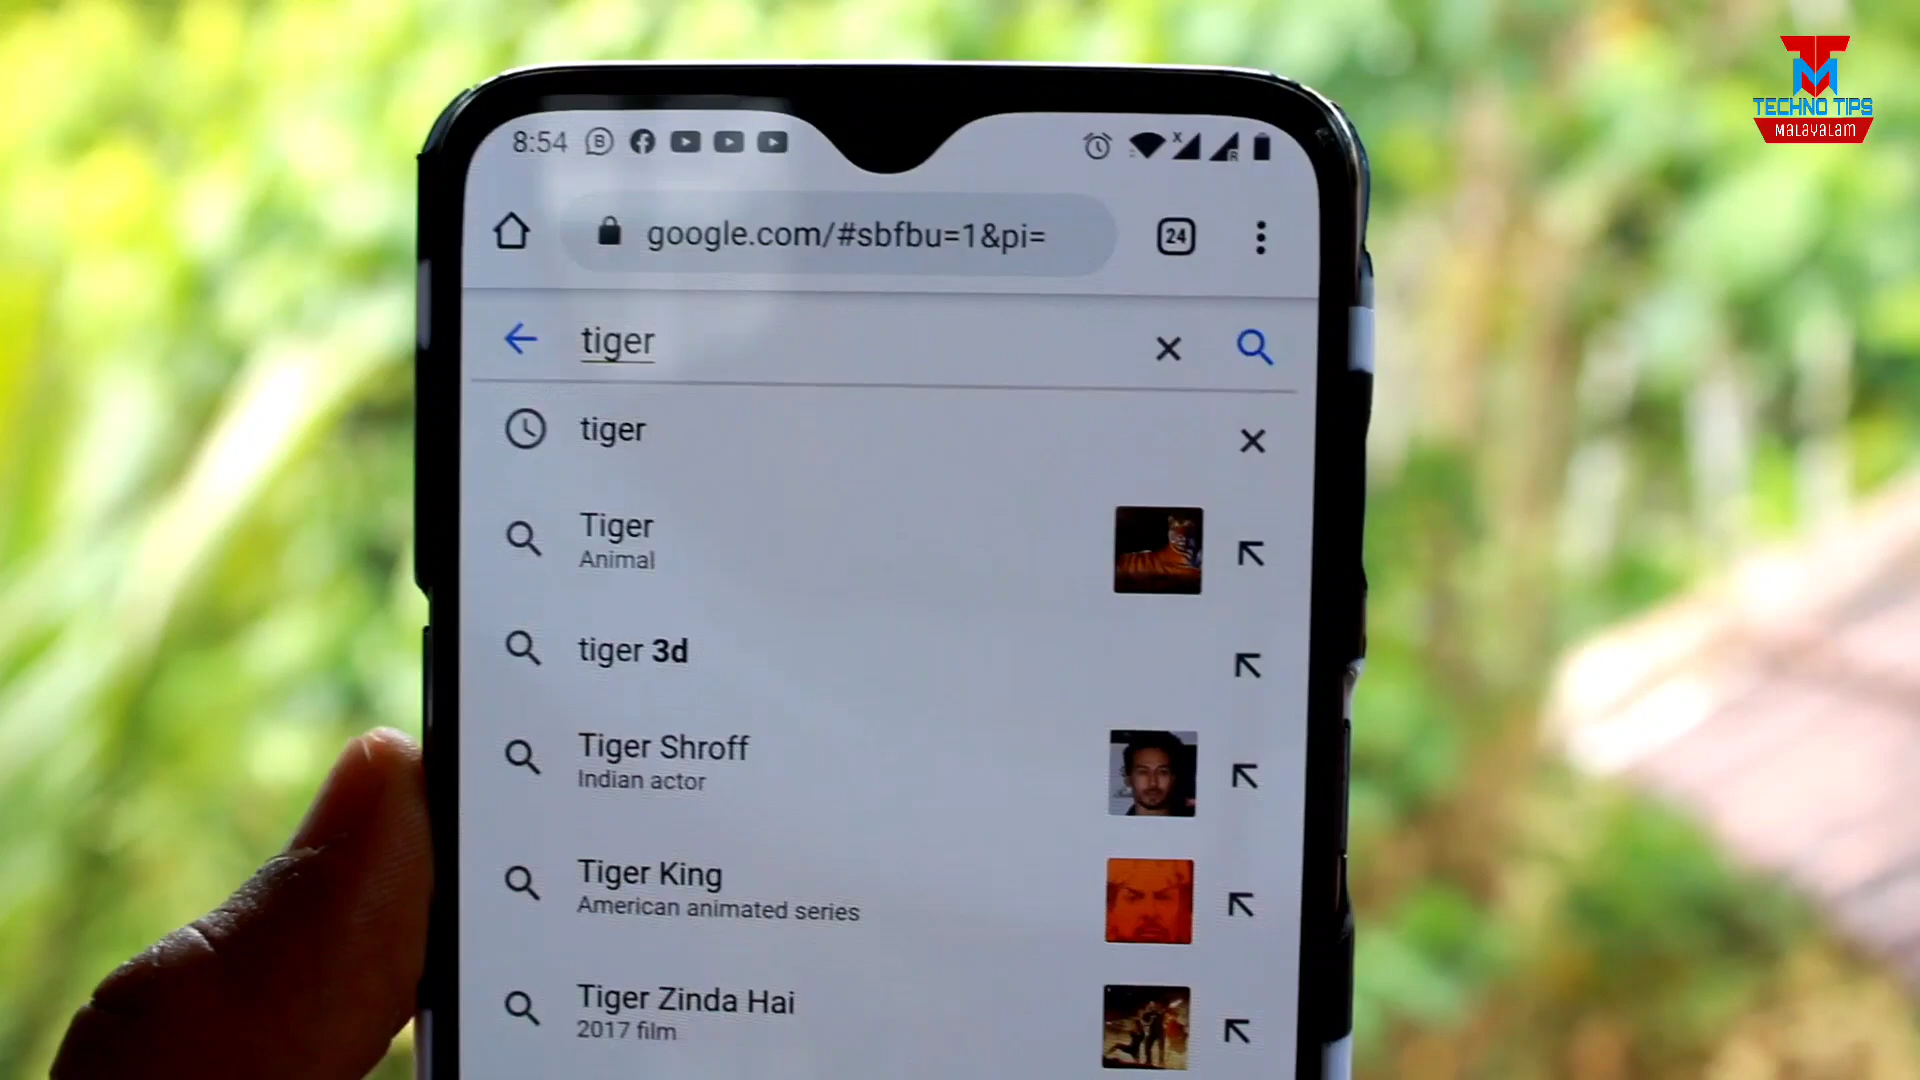 TM
TECHNO TIPS
MaLaYaLaM
8:54
24
google.com/#sbfbu=1&pi=
tiger
tiger
Tiger
Animal
tiger 3d
Tiger Shroff
Indian actor
Tiger King
American animated series
Tiger Zinda Hai
2017 film